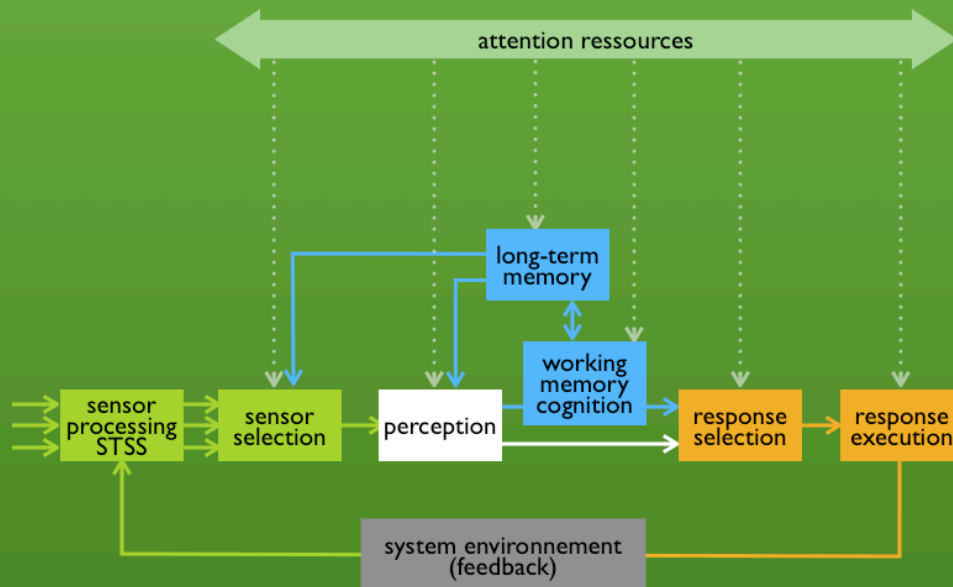 attention ressources
long-term
memory
working
memory
cognition
sensor
processing
STSS
sensor
selection
perception
response
selection
response
execution
system environnement
(feedback)